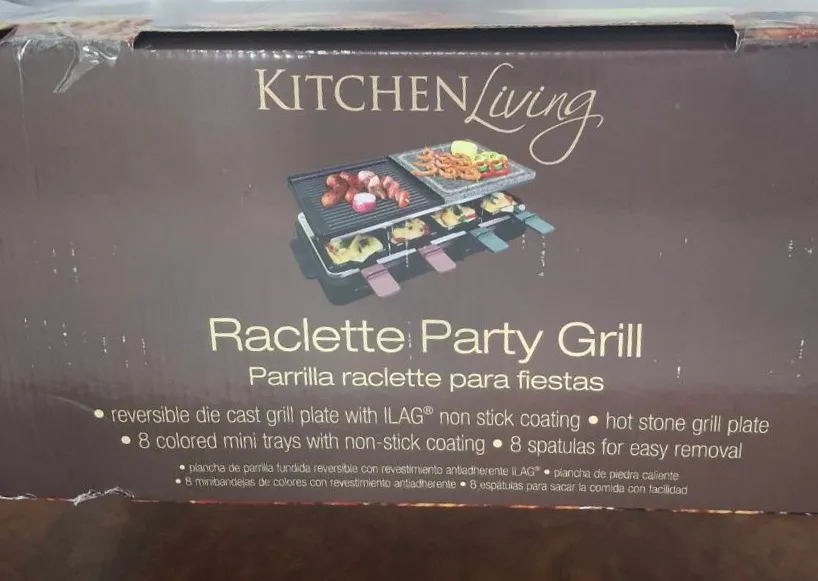 KITCHEN Living
Raclette Party Grill
Parrilla raclette para fiestas
• reversible die cast grill plate with ILAG® non stick coating • hot stone grill plate
• 8 colored mini trays with non-stick coating • 8 spatulas for easy removal
• plancha de parrilla fundida reversible con revestimiento antiadherente ILAG® • plancha de piedra caliente
• 8 minibandejas de colores con revestimiento antiadherente • 8 espátulas para sacar la comida con facilidad